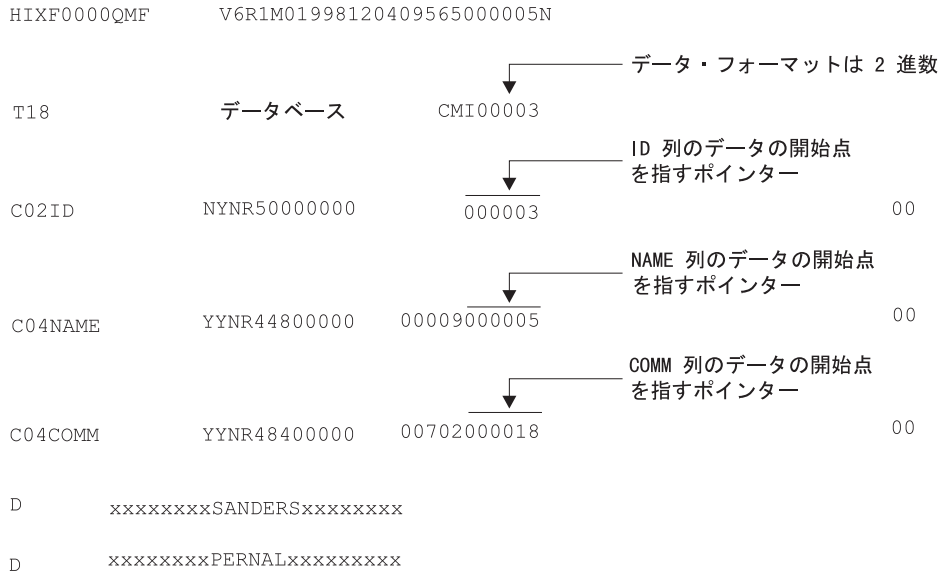 HIXF0000QMF V6R1M01998120409565000005N
データ・フォーマットは 2 進数
T18 データベース CMI00003
ID 列のデータの開始点
を指すポインター
C02ID NYNR50000000 000003 00
NAME 列のデータの開始点
を指すポインター
C04NAME YYNR44800000 00009000005 00
COMM 列のデータの開始点
を指すポインター
C04COMM YYNR48400000 00702000018 00
D xxxxxxxxSANDERSxxxxxxxx
D xxxxxxxxPERNALxxxxxxxxx